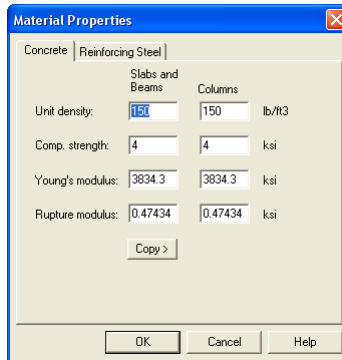 Material Properties
Concrete Reinforcing Steel
Slabs and
Beams Columns
Unit density: 150 150 lb/ft3
Comp. strength: 4 4 ksi
Young's modulus: 3834.3 3834.3 ksi
Rupture modulus: 0.47434 0.47434 ksi
Copy >
OK Cancel Help